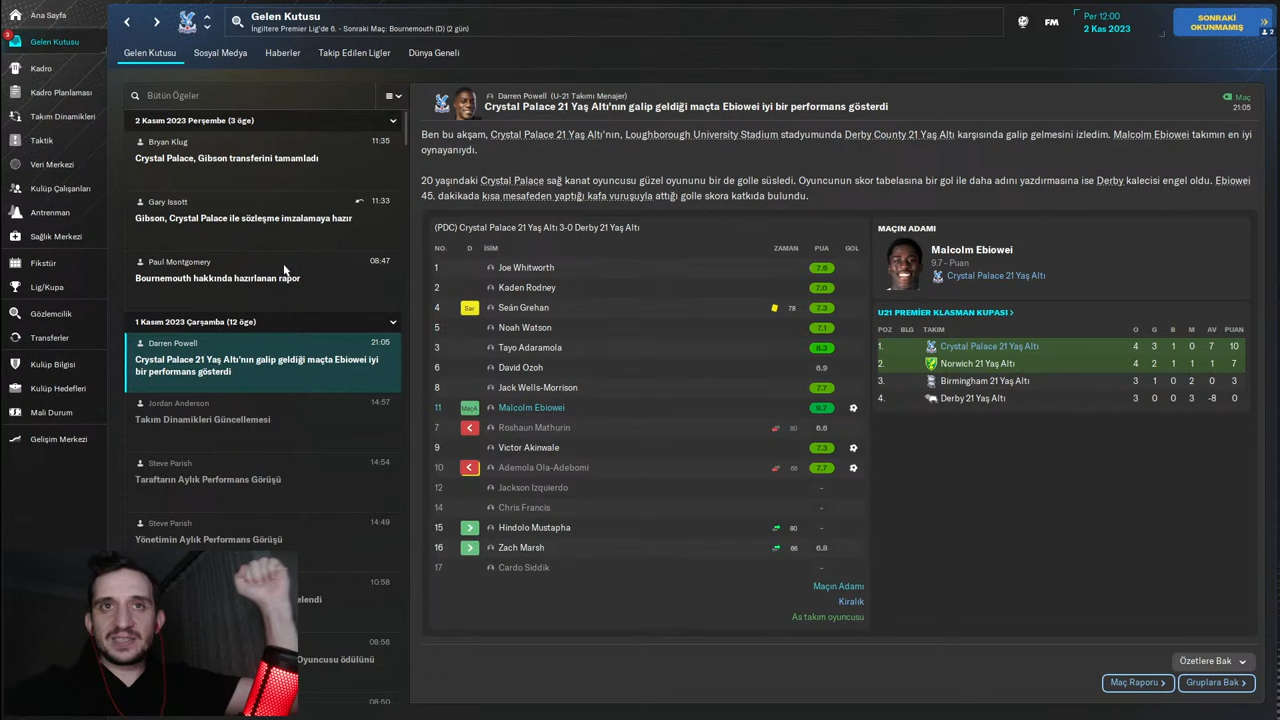 Ana Sayfa
3
Gelen Kutusu
Kadro
Kadro Planlaması
Takım Dinamikleri
Taktik
Veri Merkezi
Kulüp Çalışanları
Antrenman
Sağlık Merkezi
Fikstür
Lig/Kupa
Gözlemcilik
Transferler
Kulüp Bilgisi
Kulüp Hedefleri
Mali Durum
Gelişim Merkezi
Gelen Kutusu
İngiltere Premier Lig'de 6. - Sonraki Maç: Bournemouth (D) (2 gün)
FM
Per 12:00
2 Kas 2023
SONRAKİ
OKUNMAMIŞ
2
Gelen Kutusu Sosyal Medya Haberler Takip Edilen Ligler Dünya Geneli
Bütün Ögeler
2 Kasım 2023 Perşembe (3 öge)
Bryan Klug 11:35
Crystal Palace, Gibson transferini tamamladı
Gary Issott 11:33
Gibson, Crystal Palace ile sözleşme imzalamaya hazır
Paul Montgomery 08:47
Bournemouth hakkında hazırlanan rapor
1 Kasım 2023 Çarşamba (12 öge)
Darren Powell 21:05
Crystal Palace 21 Yaş Altı'nın galip geldiği maçta Ebiowei iyi
bir performans gösterdi
Jordan Anderson 14:57
Takım Dinamikleri Güncellemesi
Steve Parish 14:54
Taraftarın Aylık Performans Görüşü
Steve Parish 14:49
Yönetimin Aylık Performans Görüşü
10:58
elendi
08:56
Oyuncusu ödülünü
08:50
Darren Powell (U-21 Takımı Menajer)
Crystal Palace 21 Yaş Altı'nın galip geldiği maçta Ebiowei iyi bir performans gösterdi
Maç
21:05
Ben bu akşam, Crystal Palace 21 Yaş Altı'nın, Loughborough University Stadium stadyumunda Derby County 21 Yaş Altı karşısında galip gelmesini izledim. Malcolm Ebiowei takımın en iyi
oynayanıydı.
20 yaşındaki Crystal Palace sağ kanat oyuncusu güzel oyununu bir de golle süsledi. Oyuncunun skor tabelasına bir gol ile daha adını yazdırmasına ise Derby kalecisi engel oldu. Ebiowei
45. dakikada kısa mesafeden yaptığı kafa vuruşuyla attığı golle skora katkıda bulundu.
(PDC) Crystal Palace 21 Yaş Altı 3-0 Derby 21 Yaş Altı
NO. D İSİM ZAMAN PUA GOL
1 Joe Whitworth 7.6
2 Kaden Rodney 7.0
4 Sar Seán Grehan 78 7.3
5 Noah Watson 7.1
3 Tayo Adaramola 8.3
6 David Ozoh 6.9
8 Jack Wells-Morrison 7.7
11 MaçA Malcolm Ebiowei 9.7
7 Roshaun Mathurin 80 6.6
9 Victor Akinwale 7.3
10 Ademola Ola-Adebomi 66 7.7
12 Jackson Izquierdo -
14 Chris Francis -
15 Hindolo Mustapha 80 -
16 Zach Marsh 66 6.8
17 Cardo Siddik -
Maçın Adamı
Kiralık
As takım oyuncusu
MAÇIN ADAMI
Malcolm Ebiowei
9.7 - Puan
Crystal Palace 21 Yaş Altı
U21 PREMİER KLASMAN KUPASI >
POZ BLG TAKIM O G B M AV PUAN
1. Crystal Palace 21 Yaş Altı 4 3 1 0 7 10
2. Norwich 21 Yaş Altı 4 2 1 1 1 7
3. Birmingham 21 Yaş Altı 3 1 0 2 0 3
4. Derby 21 Yaş Altı 3 0 0 3 -8 0
Özetlere Bak
Maç Raporu > Gruplara Bak >